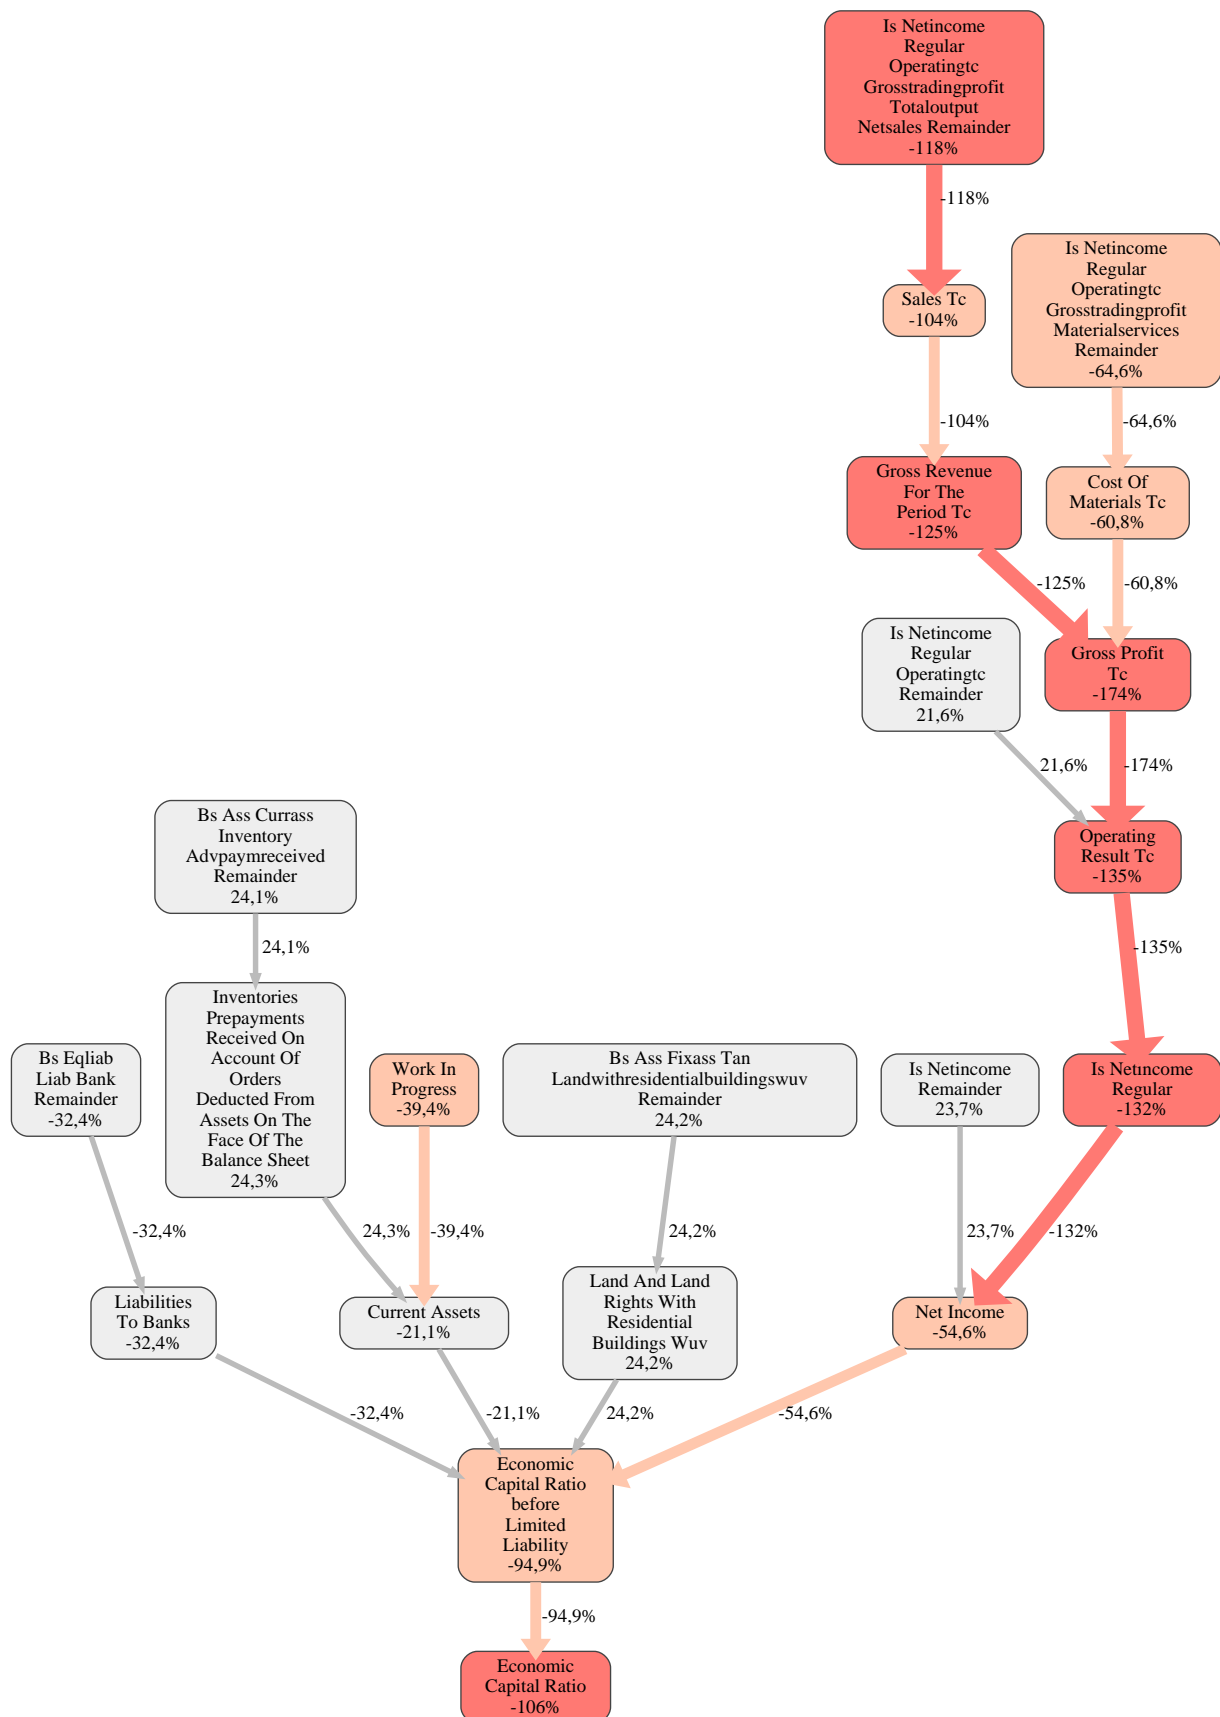 Is Netincome
Regular
Operatingtc
Grosstradingprofit
Totaloutput
Netsales Remainder
-118%
-118%
Is Netincome
Regular
Operatingtc
Grosstradingprofit
Materialservices
Remainder
-64,6%
Sales Tc
-104%
-104%
-64,6%
Gross Revenue
For The
Period Tc
-125%
Cost Of
Materials Tc
-60,8%
-125%
-60,8%
Is Netincome
Regular
Operatingtc
Remainder
21,6%
Gross Profit
Tc
-174%
21,6%
-174%
Bs Ass Currass
Inventory
Advpaymreceived
Remainder
24,1%
Operating
Result Tc
-135%
24,1%
-135%
Inventories
Prepayments
Received On
Account Of
Orders
Deducted From
Assets On The
Face Of The
Balance Sheet
24,3%
Bs Eqliab
Liab Bank
Remainder
-32,4%
Work In
Progress
-39,4%
Bs Ass Fixass Tan
Landwithresidentialbuildingswuv
Remainder
24,2%
Is Netincome
Remainder
23,7%
Is Netincome
Regular
-132%
-32,4%
24,3%
-39,4%
24,2%
23,7%
-132%
Liabilities
To Banks
-32,4%
Current Assets
-21,1%
Land And Land
Rights With
Residential
Buildings Wuv
24,2%
Net Income
-54,6%
-32,4%
-21,1%
24,2%
-54,6%
Economic
Capital Ratio
before
Limited
Liability
-94,9%
-94,9%
Economic
Capital Ratio
-106%